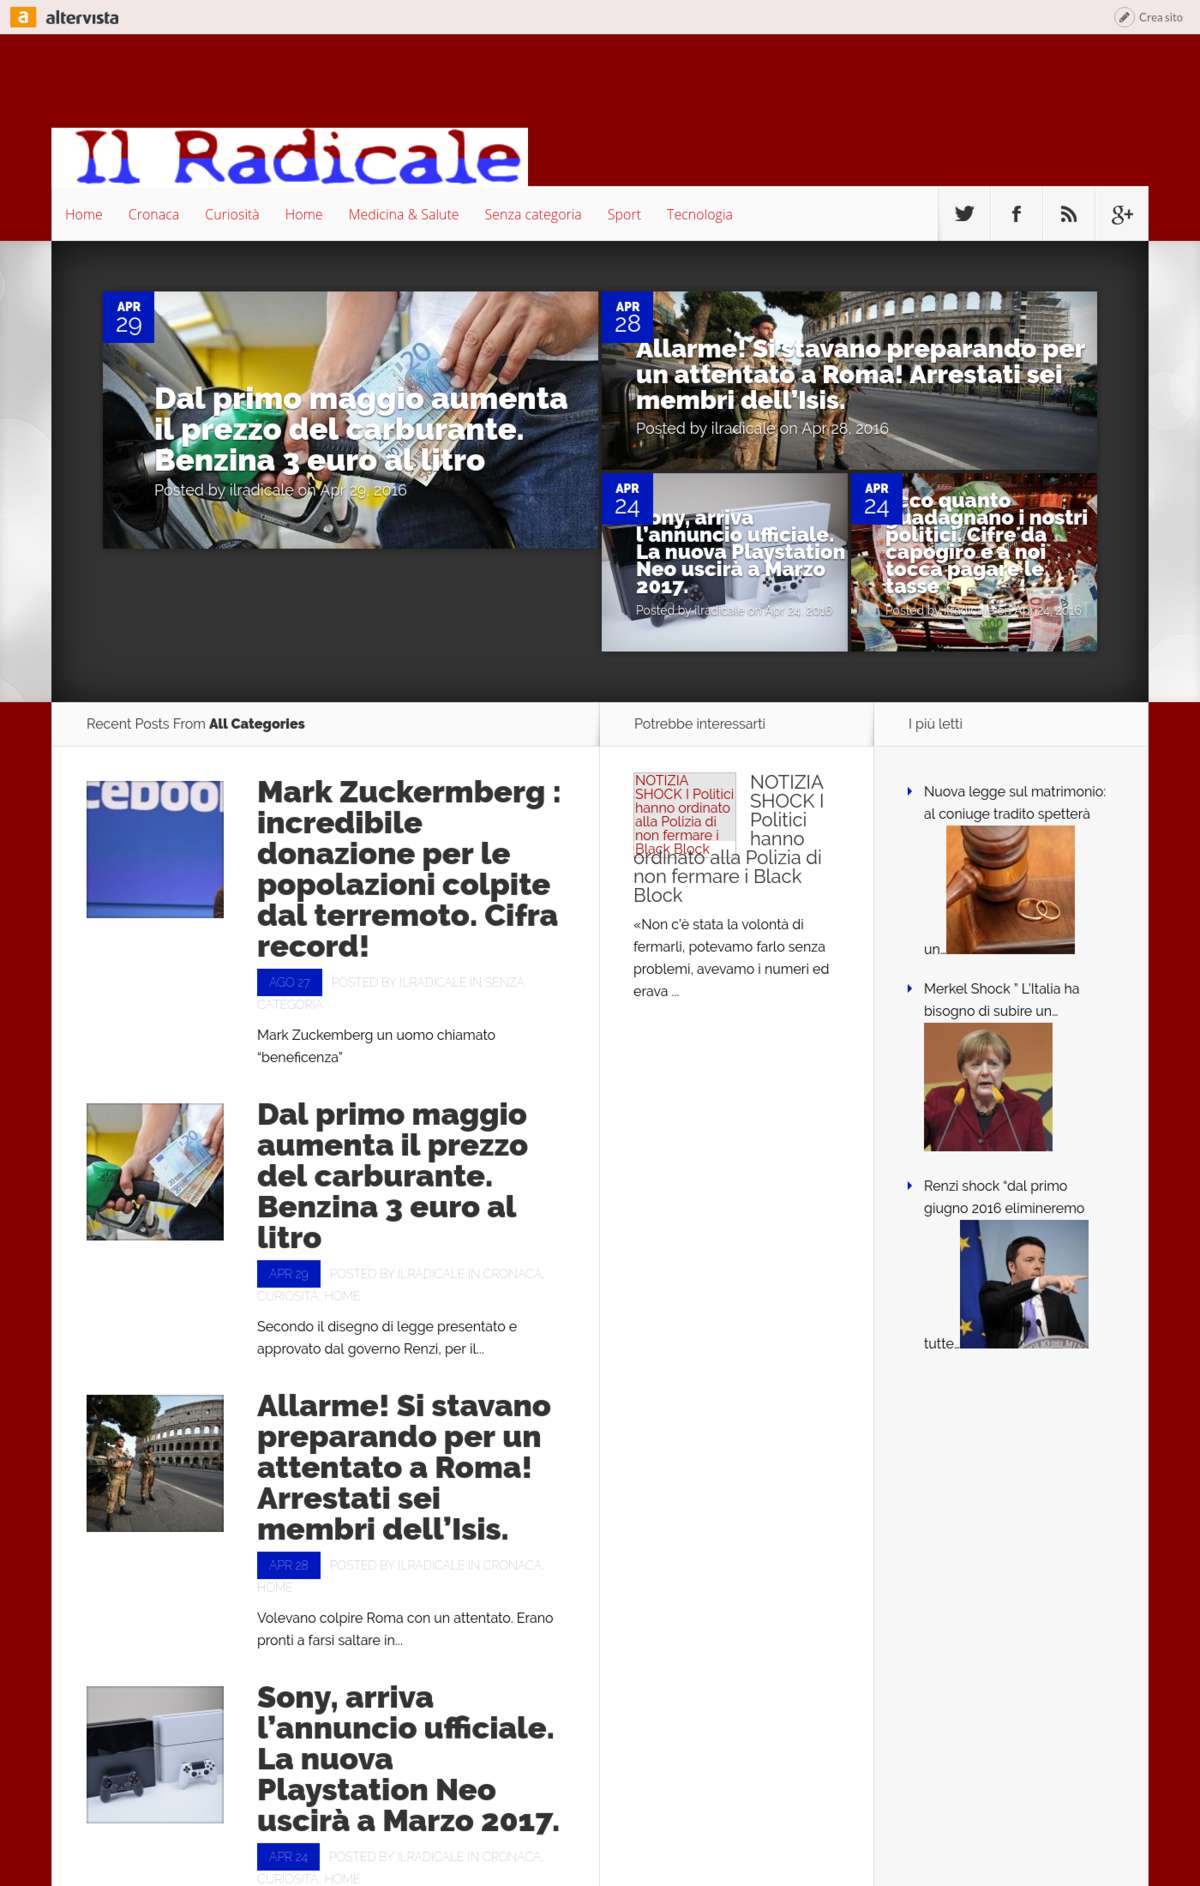 altervista
Crea sito
Il Radicale
Home
Cronaca
Curiosità
Home
Medicina & Salute
Senza categoria
Sport
Tecnologia
APR
29
Dal primo maggio aumenta
il prezzo del carburante.
Benzina 3 euro al litro
Posted by ilradicale on Apr 29, 2016
APR
28
Allarme! Si stavano preparando per
un attentato a Roma! Arrestati sei
membri dell’Isis.
Posted by ilradicale on Apr 28, 2016
APR
24
Sony, arriva
l’annuncio ufficiale.
La nuova Playstation
Neo uscirà a Marzo
2017.
Posted by ilradicale on Apr 24, 2016
APR
24
Ecco quanto
guadagnano i nostri
politici. Cifre da
capogiro e a noi
tocca pagare le
tasse
Posted by ilradicale on Apr 24, 2016
Recent Posts From All Categories
Mark Zuckermberg :
incredibile
donazione per le
popolazioni colpite
dal terremoto. Cifra
record!
AGO 27 POSTED BY ILRADICALE IN SENZA
CATEGORIA
Mark Zuckemberg un uomo chiamato
“beneficenza”
Dal primo maggio
aumenta il prezzo
del carburante.
Benzina 3 euro al
litro
APR 29 POSTED BY ILRADICALE IN CRONACA,
CURIOSITÀ, HOME
Secondo il disegno di legge presentato e
approvato dal governo Renzi, per il...
Allarme! Si stavano
preparando per un
attentato a Roma!
Arrestati sei
membri dell’Isis.
APR 28 POSTED BY ILRADICALE IN CRONACA,
HOME
Volevano colpire Roma con un attentato. Erano
pronti a farsi saltare in...
Sony, arriva
l’annuncio ufficiale.
La nuova
Playstation Neo
uscirà a Marzo 2017.
APR 24 POSTED BY ILRADICALE IN CRONACA,
CURIOSITÀ, HOME
Potrebbe interessarti
NOTIZIA
SHOCK I Politici
hanno ordinato
alla Polizia di
non fermare i
Black Block
NOTIZIA
SHOCK I
Politici
hanno
ordinato alla Polizia di
non fermare i Black
Block
«Non c’è stata la volontà di
fermarli, potevamo farlo senza
problemi, avevamo i numeri ed
erava ...
I più letti
Nuova legge sul matrimonio:
al coniuge tradito spetterà
un...
Merkel Shock ” L’Italia ha
bisogno di subire un...
Renzi shock “dal primo
giugno 2016 elimineremo
tutte...